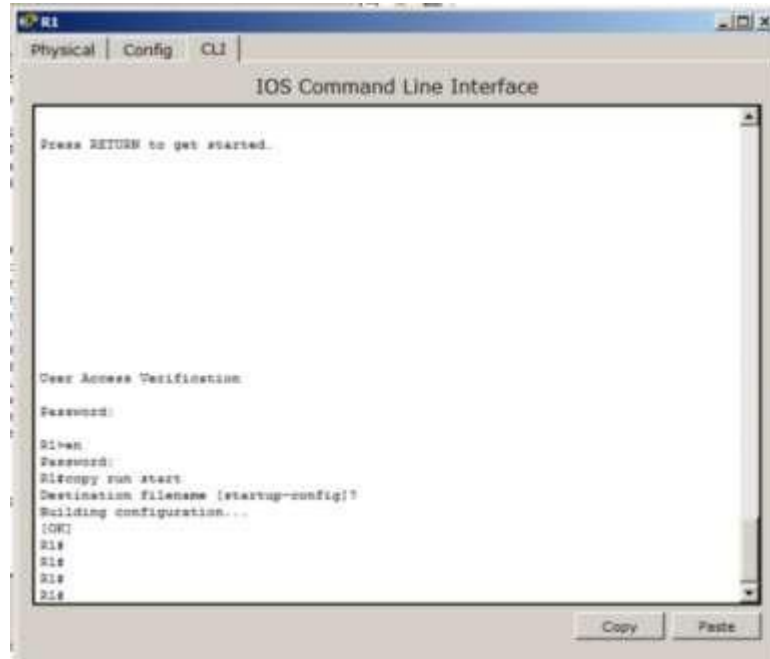 R1
Physical Config CLI
IOS Command Line Interface
Press RETURN to get started.
User Access Verification
Password:
R1>en
Password:
R1#copy run start
Destination filename [startup-config]?
Building configuration...
[OK]
R1#
R1#
R1#
R1#
Copy Paste